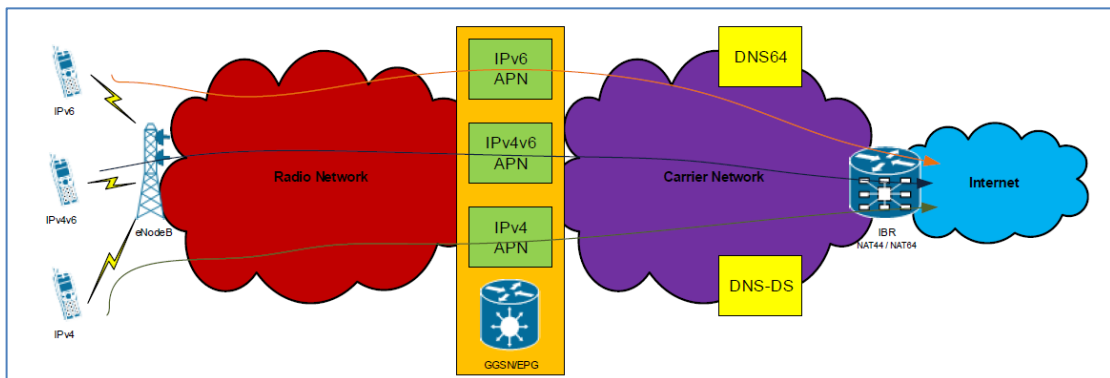 IPv6
IPv4v6
IPv4
eNodeB
Radio Network
IPv6
APN
IPv4v6
APN
IPv4
APN
GGSN/EPG
DNS64
Carrier Network
DNS-DS
IBR
NAT44 / NAT64
Internet